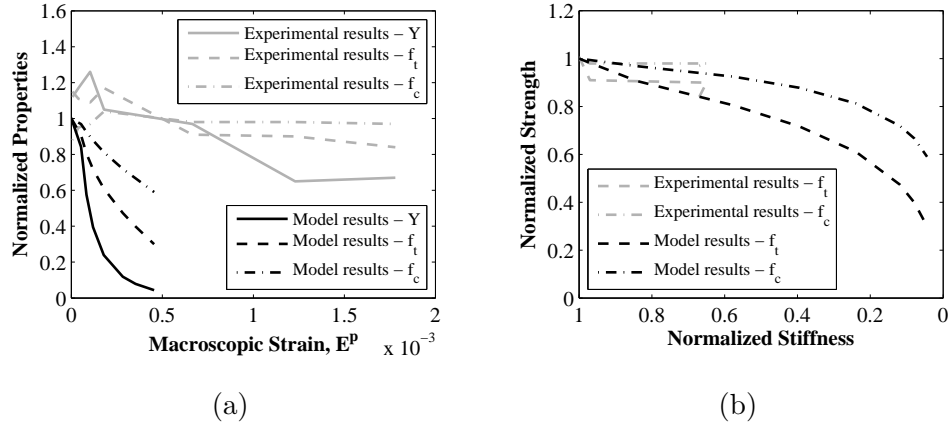 1.6
1.4
1.2
1
0.8
0.6
0.4
0.2
0
Normalized Properties
Experimental results − Y
Experimental results − f_t
Experimental results − f_c
Model results − Y
Model results − f_t
Model results − f_c
0 0.5 1 1.5 2
Macroscopic Strain, E^p
x 10^−3
(a)
1.2
1
0.8
0.6
0.4
0.2
0
Normalized Strength
Experimental results − f_t
Experimental results − f_c
Model results − f_t
Model results − f_c
1 0.8 0.6 0.4 0.2 0
Normalized Stiffness
(b)